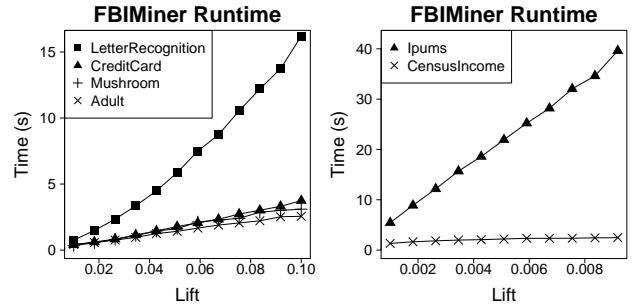 FBIMiner Runtime
LetterRecognition
CreditCard
Mushroom
Adult
Time (s)
15
10
5
0
0.02 0.04 0.06 0.08 0.10
Lift
FBIMiner Runtime
Ipums
CensusIncome
Time (s)
40
30
20
10
0
0.002 0.004 0.006 0.008
Lift